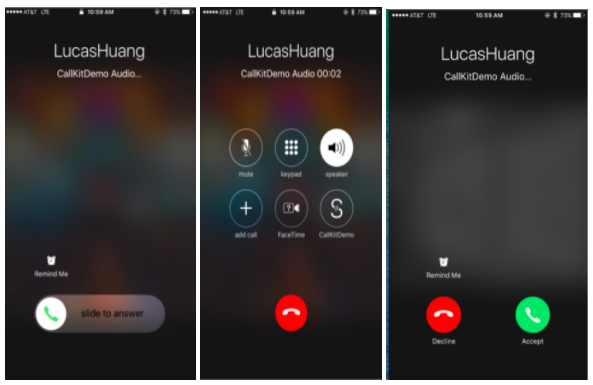 AT&T LTE 10:59 AM 73%
LucasHuang
CallKitDemo Audio...
Remind Me
slide to answer
AT&T LTE 10:59 AM 73%
LucasHuang
CallKitDemo Audio 00:02
mute keypad speaker
add call FaceTime CallKitDemo
AT&T LTE 10:59 AM 73%
LucasHuang
CallKitDemo Audio...
Remind Me
Decline Accept